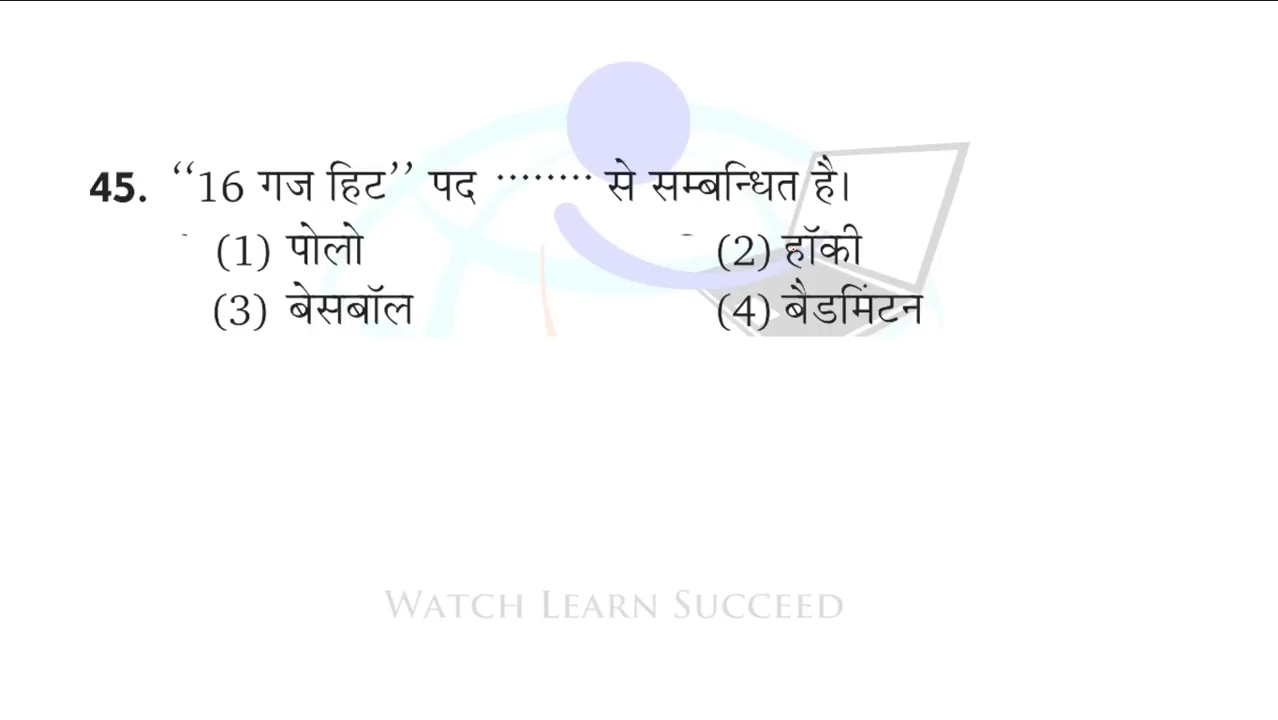 45. “16 गज हिट” पद ········ से सम्बन्धित है।
(1) पोलो (2) हॉकी
(3) बेसबॉल (4) बैडमिंटन
WATCH LEARN SUCCEED